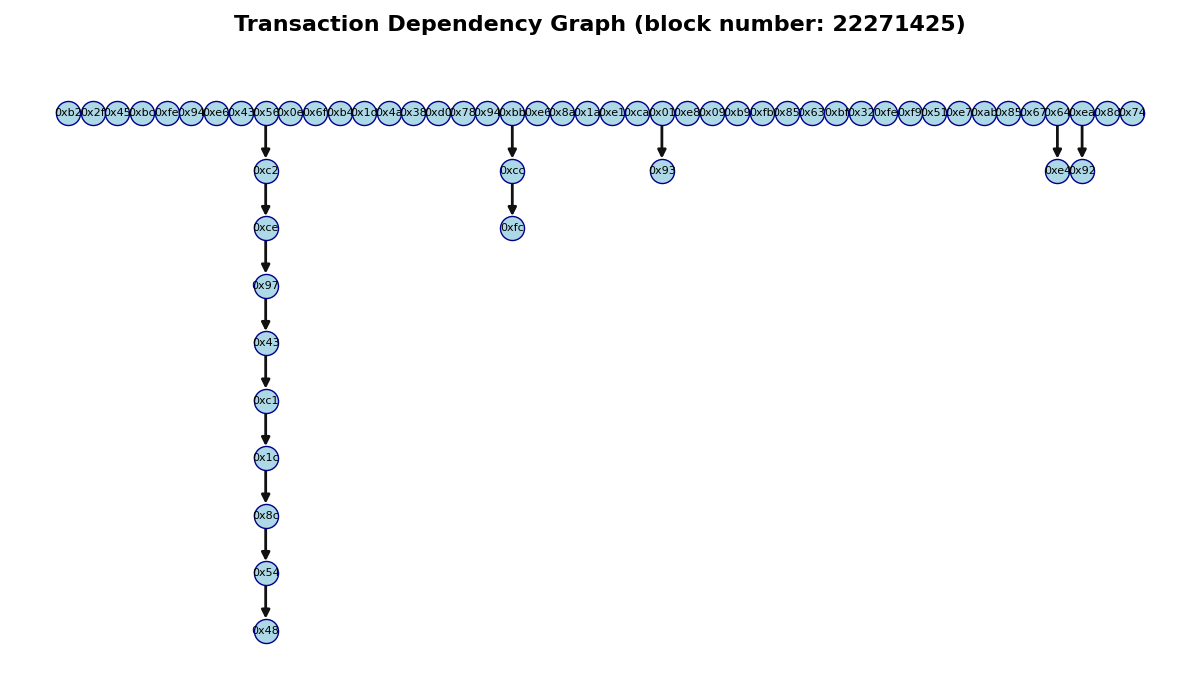 Transaction Dependency Graph (block number: 22271425)
0xb2 0x2f 0x45 0xbc 0xfe 0x94 0xe6 0x43 0x56 0x0e 0x6f 0xb4 0x1c 0x4a 0x38 0xd0 0x78 0x94 0xbb 0xe6 0x8a 0x1a 0xe1 0xca 0x01 0xe8 0x09 0xb9 0xfb 0x85 0x63 0xbf 0x32 0xfe 0xf9 0x51 0xe7 0xab 0x85 0x67 0x64 0xea 0x8c 0x74
0xc2 0xcc 0x93 0xe4 0x92
0xce 0xfc
0x97
0x43
0xc1
0x1c
0x8c
0x54
0x48